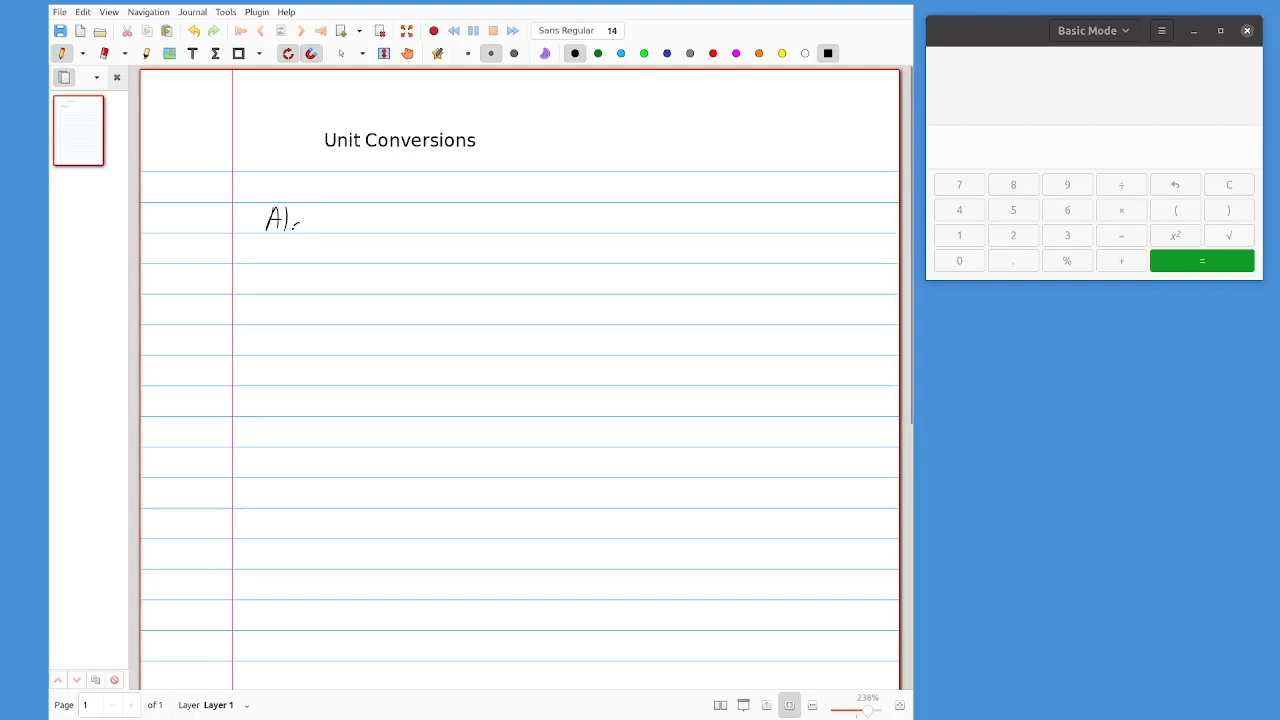 File Edit View Navigation Journal Tools Plugin Help
Sans Regular 14
Unit Conversions
Page 1 of 1 Layer Layer 1 238%
Basic Mode
7 8 9 ÷ C
4 5 6 × ( )
1 2 3 − x² √
0 . % + =